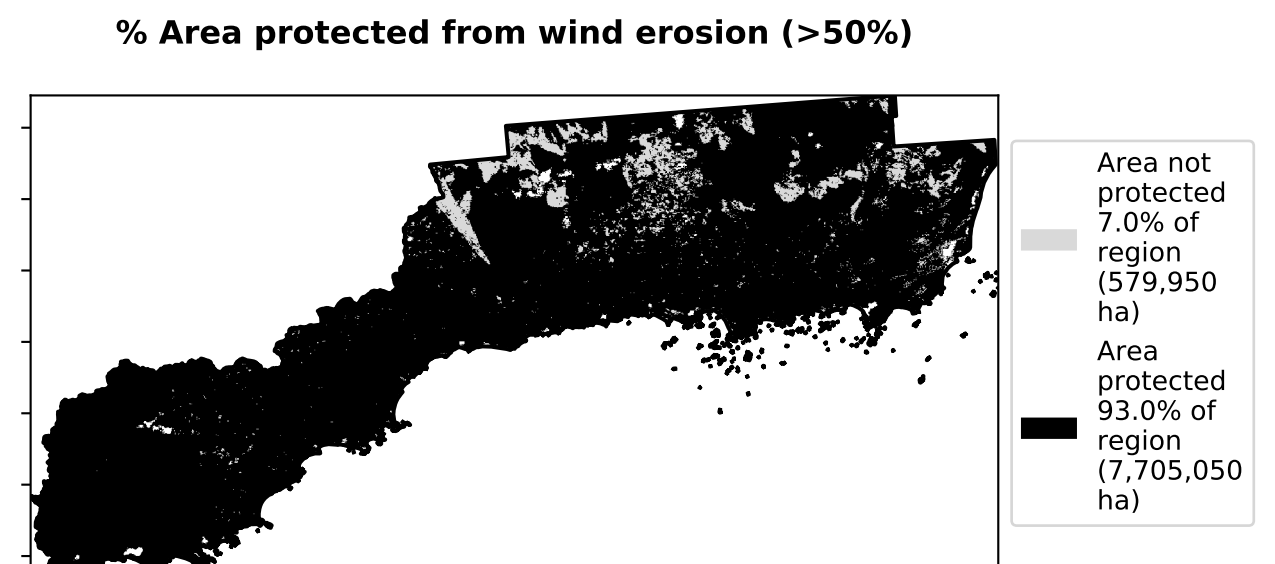 % Area protected from wind erosion (>50%)
Area not
protected
7.0% of
region
(579,950
ha)
Area
protected
93.0% of
region
(7,705,050
ha)